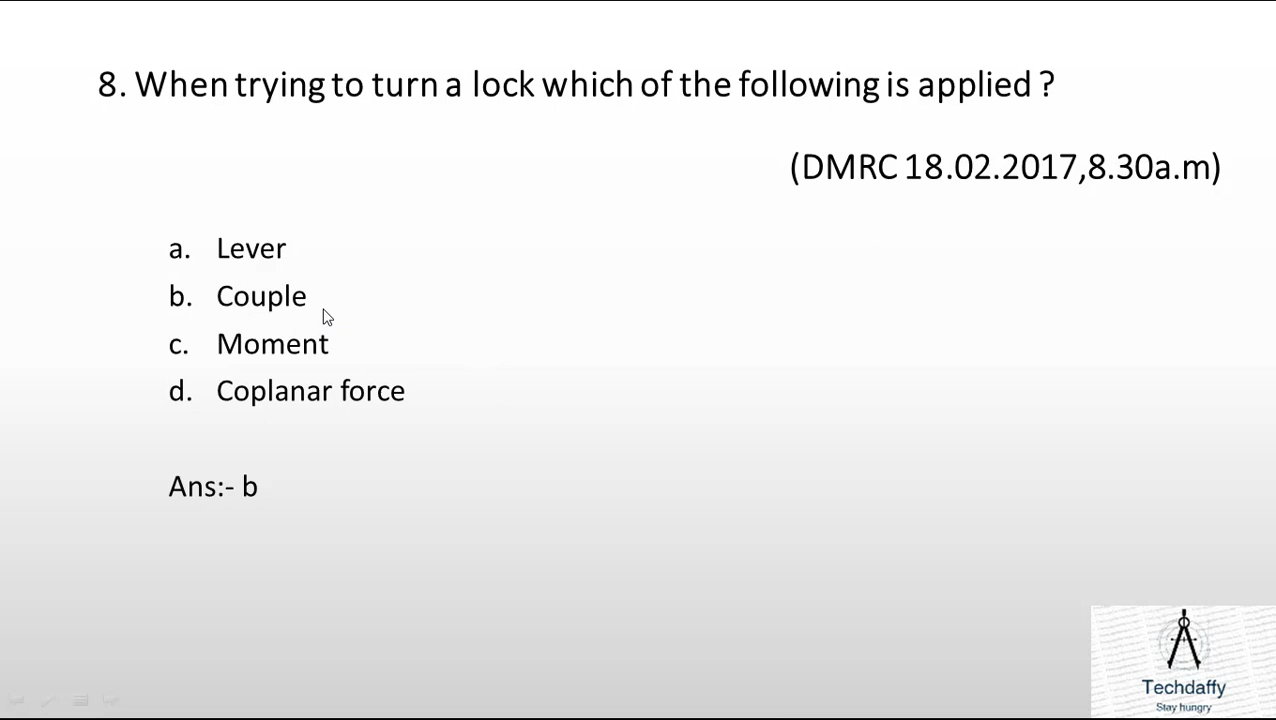 8. When trying to turn a lock which of the following is applied ?
(DMRC 18.02.2017,8.30a.m)
a. Lever
b. Couple
c. Moment
d. Coplanar force
Ans:- b
Techdaffy
Stay hungry